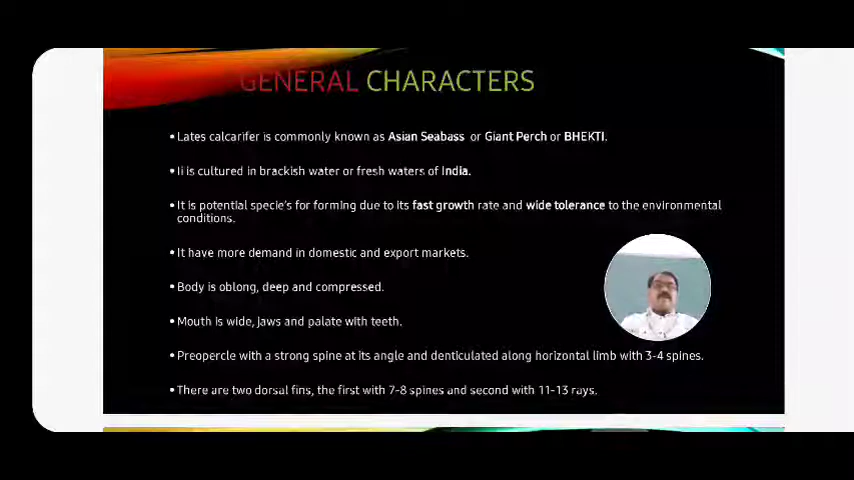 GENERAL CHARACTERS
• Lates calcarifer is commonly known as Asian Seabass or Giant Perch or BHEKTI.
• Ii is cultured in brackish water or fresh waters of India.
• It is potential specie's for forming due to its fast growth rate and wide tolerance to the environmental
conditions.
• It have more demand in domestic and export markets.
• Body is oblong, deep and compressed.
• Mouth is wide, jaws and palate with teeth.
• Preopercle with a strong spine at its angle and denticulated along horizontal limb with 3-4 spines.
• There are two dorsal fins, the first with 7-8 spines and second with 11-13 rays.